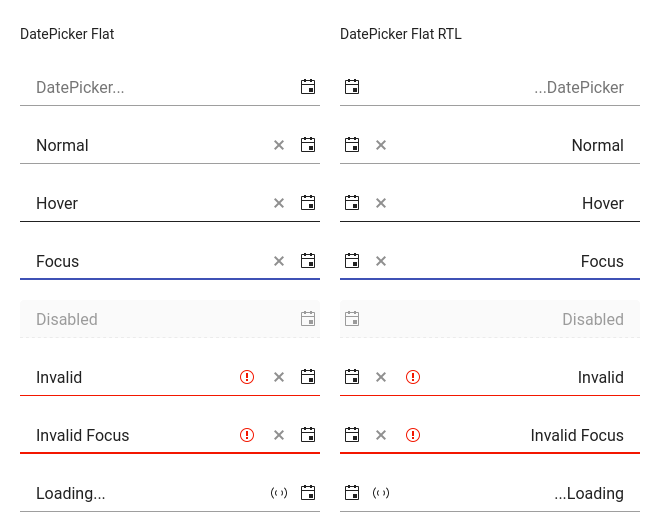 DatePicker Flat
DatePicker Flat RTL
DatePicker...
...DatePicker
Normal
Normal
Hover
Hover
Focus
Focus
Disabled
Disabled
Invalid
Invalid
Invalid Focus
Invalid Focus
Loading...
...Loading